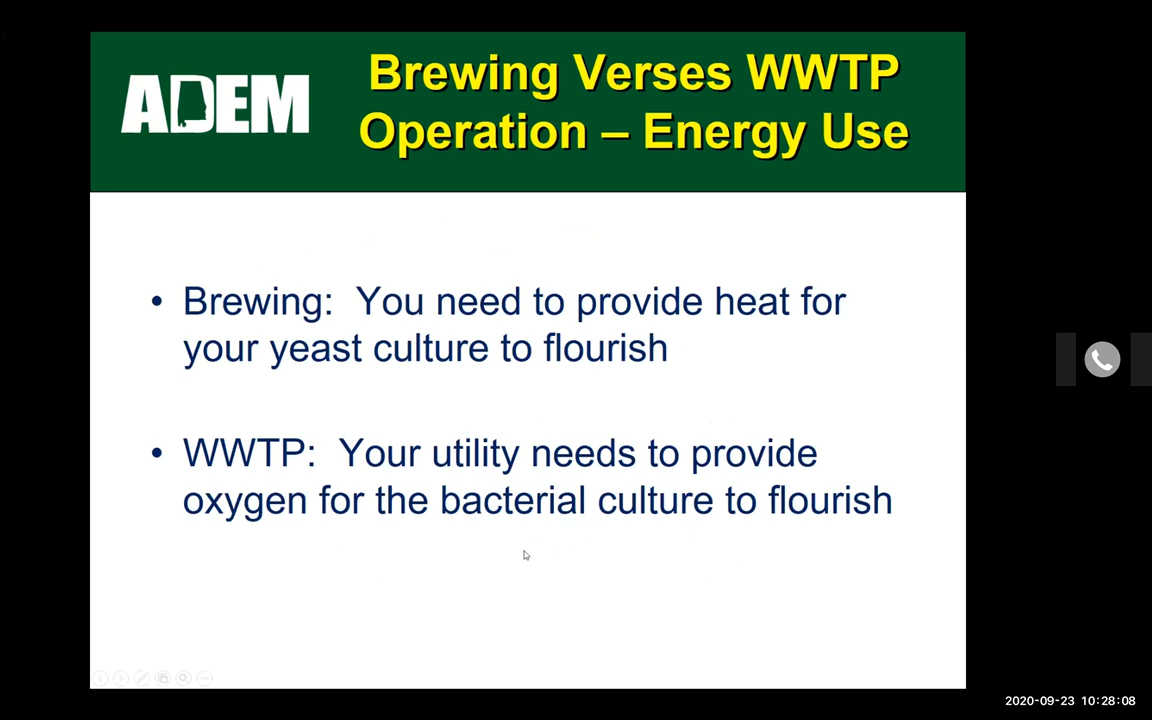 ADEM
Brewing Verses WWTP
Operation – Energy Use
• Brewing:  You need to provide heat for
your yeast culture to flourish
• WWTP:  Your utility needs to provide
oxygen for the bacterial culture to flourish
2020-09-23 10:28:08